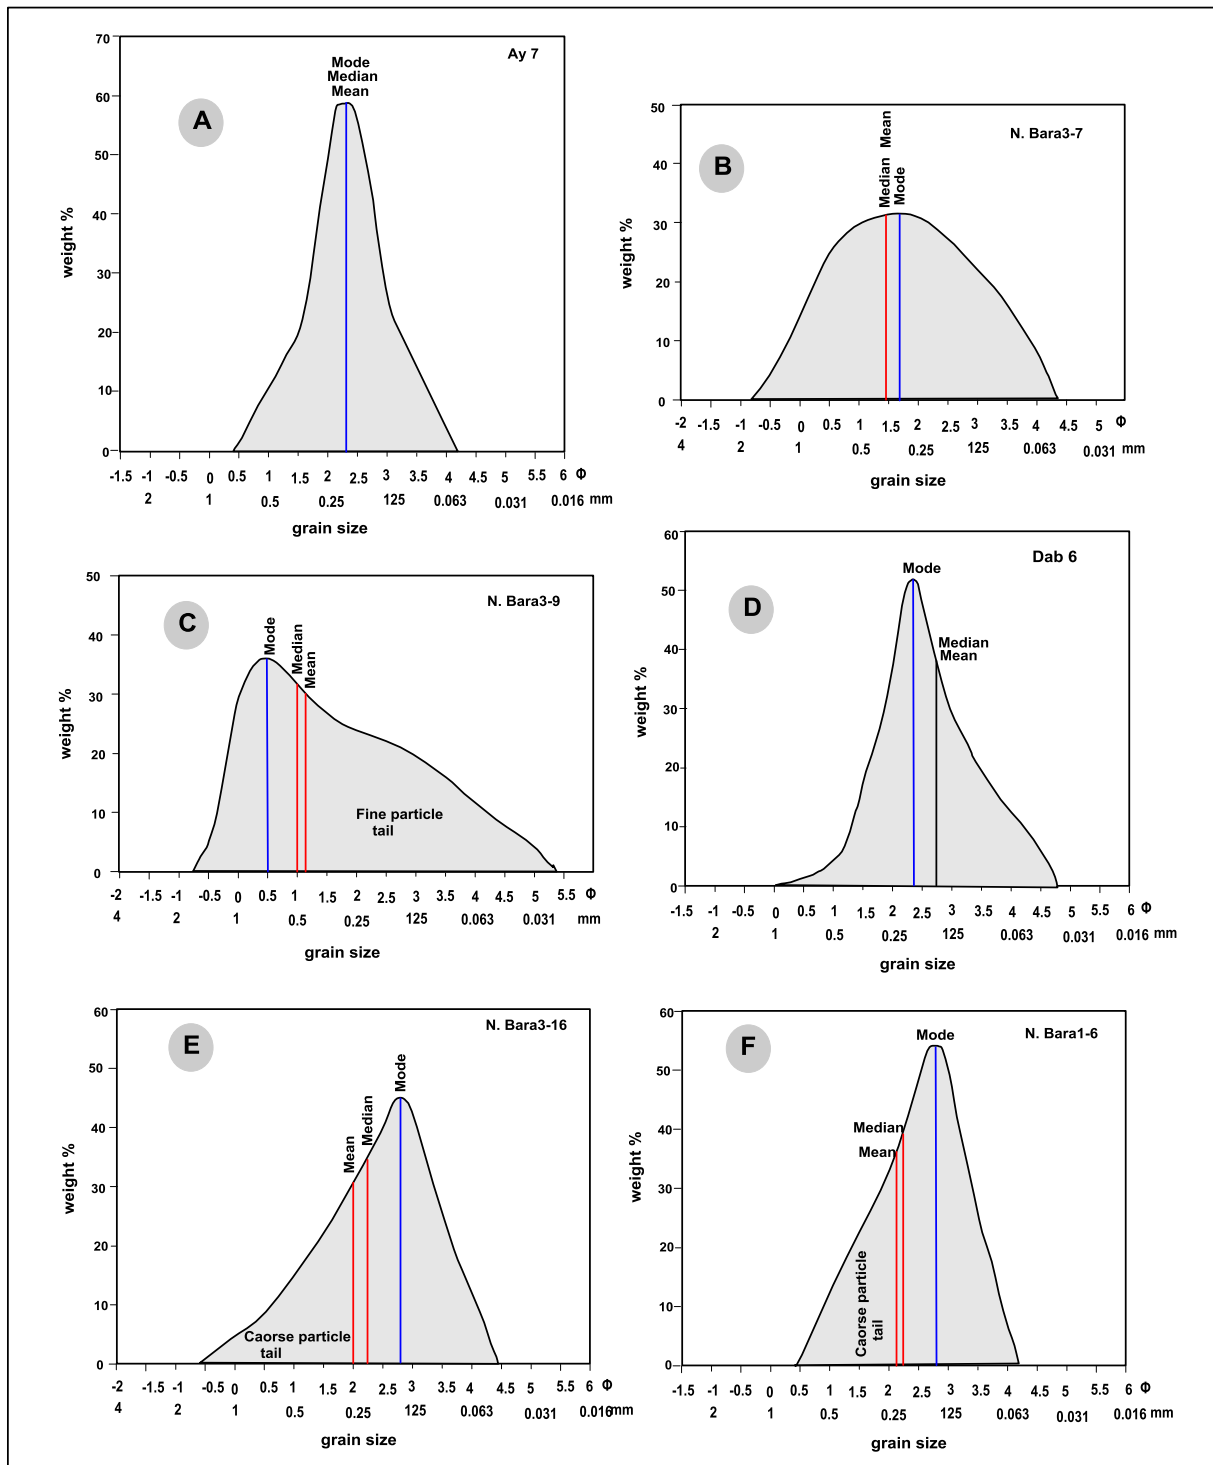 Ay 7
A
Mode
Median
Mean
70
60
50
40
30
20
10
0
weight %
-1.5 -1 -0.5 0 0.5 1 1.5 2 2.5 3 3.5 4 4.5 5 5.5 6 Φ
2 1 0.5 0.25 125 0.063 0.031 0.016 mm
grain size
N. Bara3-7
B
Median Mean
Mode
50
40
30
20
10
0
weight %
-2 -1.5 -1 -0.5 0 0.5 1 1.5 2 2.5 3 3.5 4 4.5 5 Φ
4 2 1 0.5 0.25 125 0.063 0.031 mm
grain size
N. Bara3-9
C
Mode
Median
Mean
Fine particle
tail
50
40
30
20
10
0
weight %
-2 -1.5 -1 -0.5 0 0.5 1 1.5 2 2.5 3 3.5 4 4.5 5 5.5 Φ
4 2 1 0.5 0.25 125 0.063 0.031 mm
grain size
Dab 6
D
Mode
Median
Mean
60
50
40
30
20
10
0
weight %
-1.5 -1 -0.5 0 0.5 1 1.5 2 2.5 3 3.5 4 4.5 5 5.5 6 Φ
2 1 0.5 0.25 125 0.063 0.031 0.016 mm
grain size
N. Bara3-16
E
Mean
Median
Mode
Caorse particle
tail
60
50
40
30
20
10
0
weight %
-2 -1.5 -1 -0.5 0 0.5 1 1.5 2 2.5 3 3.5 4 4.5 5 5.5 6 Φ
4 2 1 0.5 0.25 125 0.063 0.031 0.016 mm
grain size
N. Bara1-6
F
Mode
Median
Mean
Caorse particle
tail
60
50
40
30
20
10
0
weight %
-1.5 -1 -0.5 0 0.5 1 1.5 2 2.5 3 3.5 4 4.5 5 5.5 6 Φ
2 1 0.5 0.25 125 0.063 0.031 0.016 mm
grain size